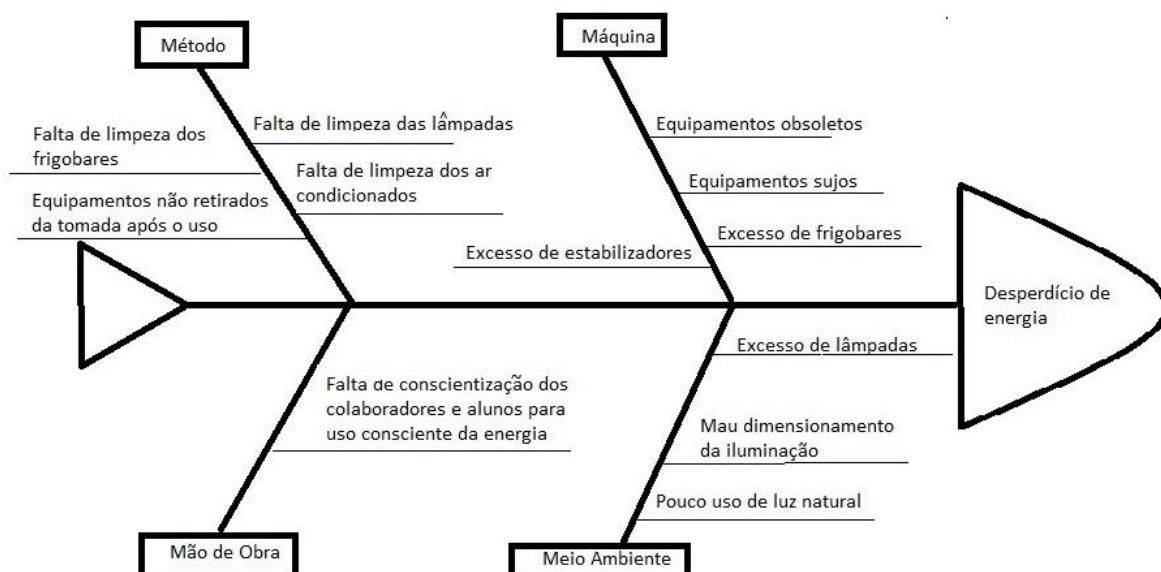 Método
Máquina
Falta de limpeza dos
frigobares
Equipamentos não retirados
da tomada após o uso
Falta de limpeza das lâmpadas
Falta de limpeza dos ar
condicionados
Equipamentos obsoletos
Equipamentos sujos
Excesso de frigobares
Excesso de estabilizadores
Desperdício de
energia
Excesso de lâmpadas
Falta de conscientização dos
colaboradores e alunos para
uso consciente da energia
Mau dimensionamento
da iluminação
Pouco uso de luz natural
Mão de Obra
Meio Ambiente